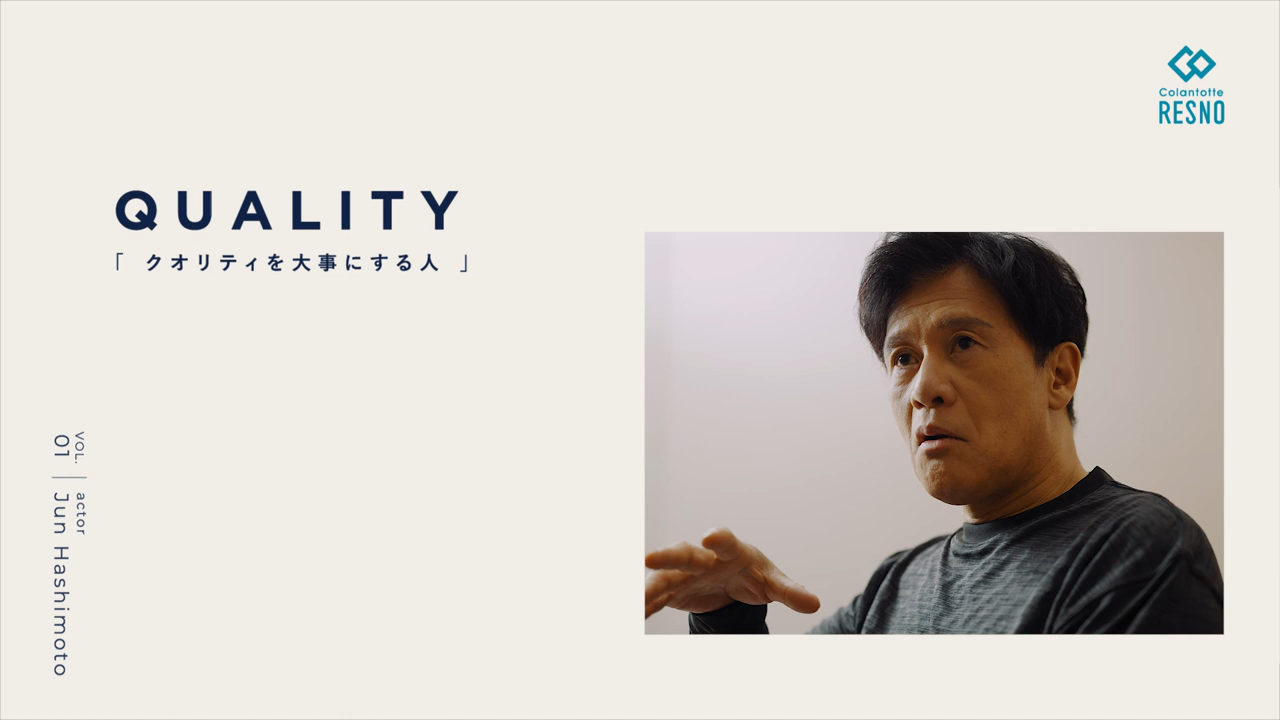 Colantotte
RESNO
QUALITY
「 クオリティを大事にする人 」
VOL.
01
actor
Jun Hashimoto